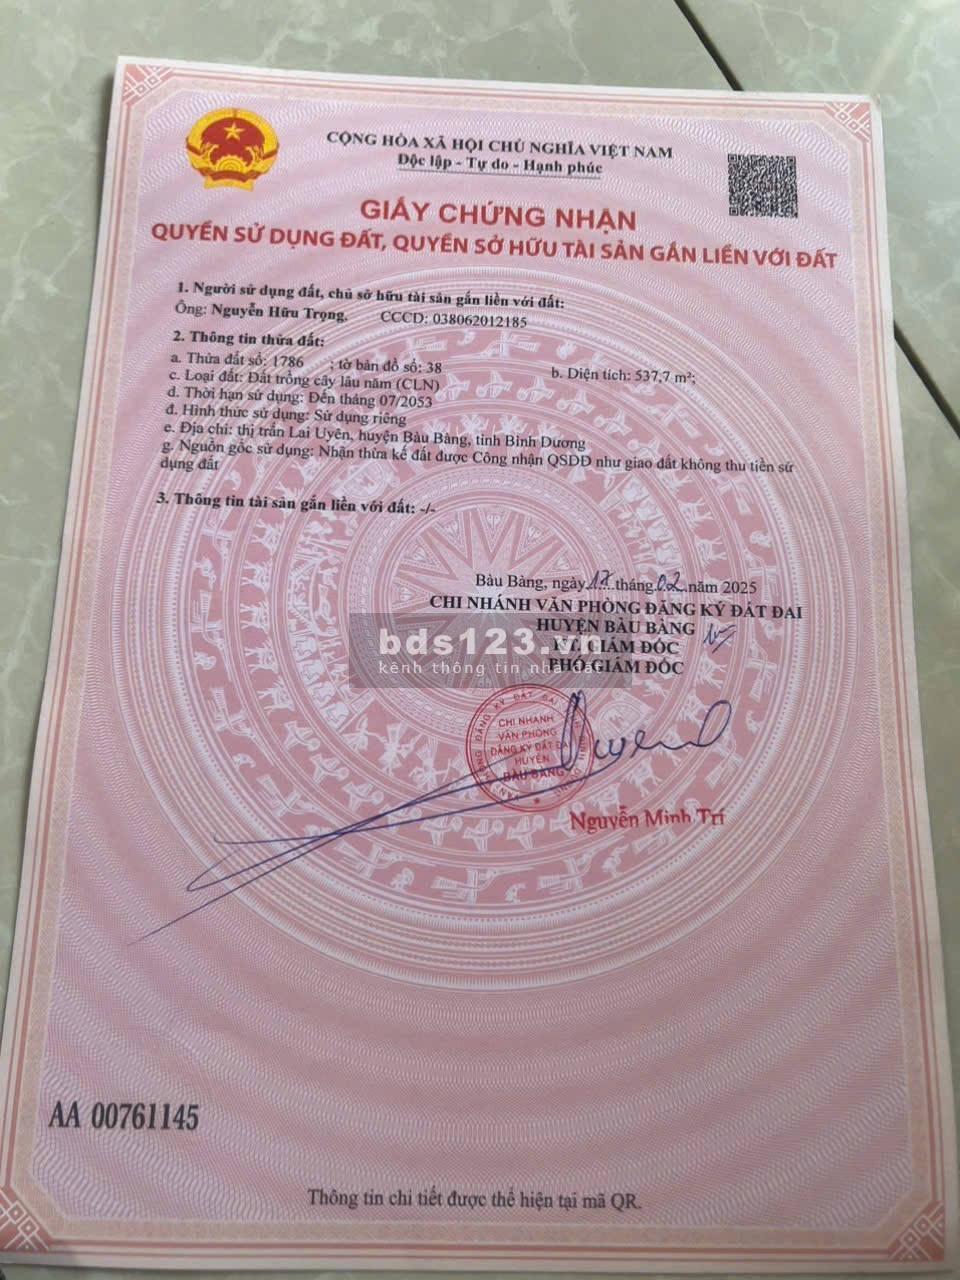 CỘNG HÒA XÃ HỘI CHỦ NGHĨA VIỆT NAM
Độc lập - Tự do - Hạnh phúc
GIẤY CHỨNG NHẬN
QUYỀN SỬ DỤNG ĐẤT, QUYỀN SỞ HỮU TÀI SẢN GẮN LIỀN VỚI ĐẤT
1. Người sử dụng đất, chủ sở hữu tài sản gắn liền với đất:
Ông: Nguyễn Hữu Trọng, CCCD: 038062012185
2. Thông tin thửa đất:
a. Thửa đất số: 1786 ; tờ bản đồ số: 38 b. Diện tích: 537,7 m²;
c. Loại đất: Đất trồng cây lâu năm (CLN)
d. Thời hạn sử dụng: Đến tháng 07/2053
đ. Hình thức sử dụng: Sử dụng riêng
e. Địa chỉ: thị trấn Lai Uyên, huyện Bàu Bàng, tỉnh Bình Dương
g. Nguồn gốc sử dụng: Nhận thừa kế đất được Công nhận QSDĐ như giao đất không thu tiền sử
dụng đất
3. Thông tin tài sản gắn liền với đất: -/-
Bàu Bàng, ngày 17 tháng 02 năm 2025
CHI NHÁNH VĂN PHÒNG ĐĂNG KÝ ĐẤT ĐAI
HUYỆN BÀU BÀNG
KT. GIÁM ĐỐC
PHÓ GIÁM ĐỐC
bds123.vn
kênh thông tin nhà đất
CHI NHÁNH
VĂN PHÒNG
ĐĂNG KÝ ĐẤT ĐAI
HUYỆN
BÀU BÀNG
Nguyễn Minh Trí
AA 00761145
Thông tin chi tiết được thể hiện tại mã QR.